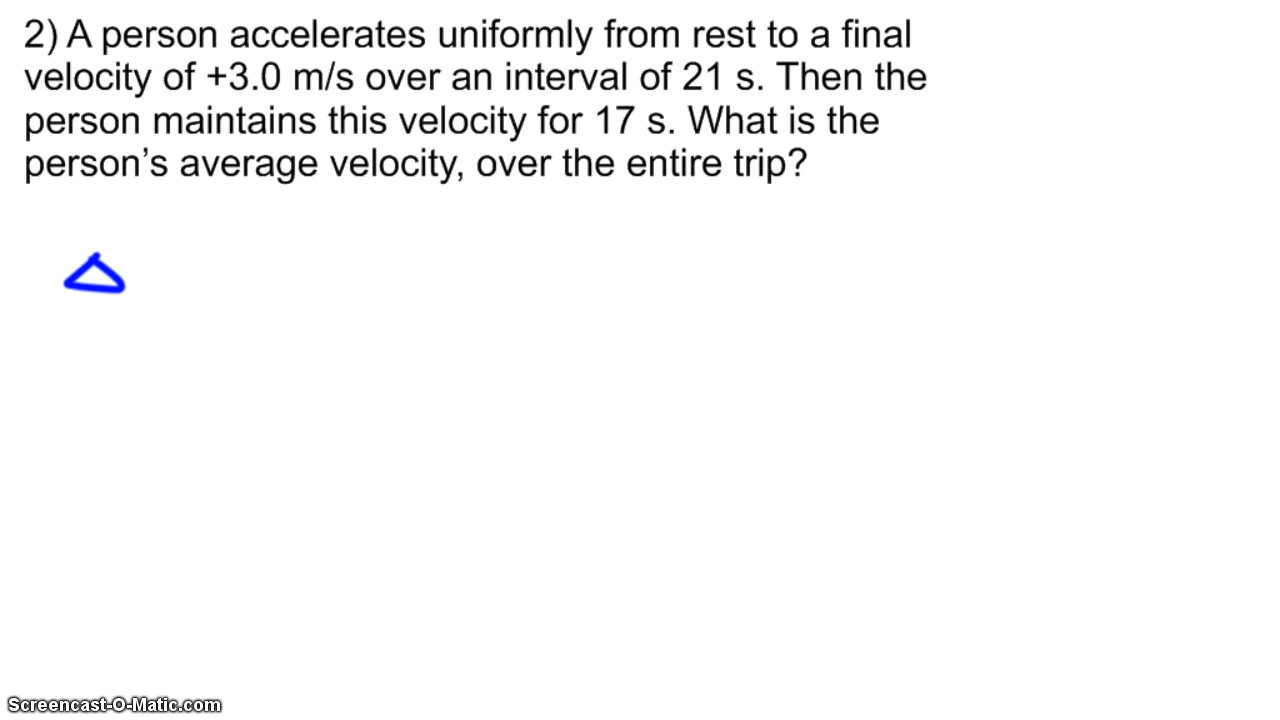 2) A person accelerates uniformly from rest to a final
velocity of +3.0 m/s over an interval of 21 s. Then the
person maintains this velocity for 17 s. What is the
person’s average velocity, over the entire trip?
Δ
Screencast-O-Matic.com